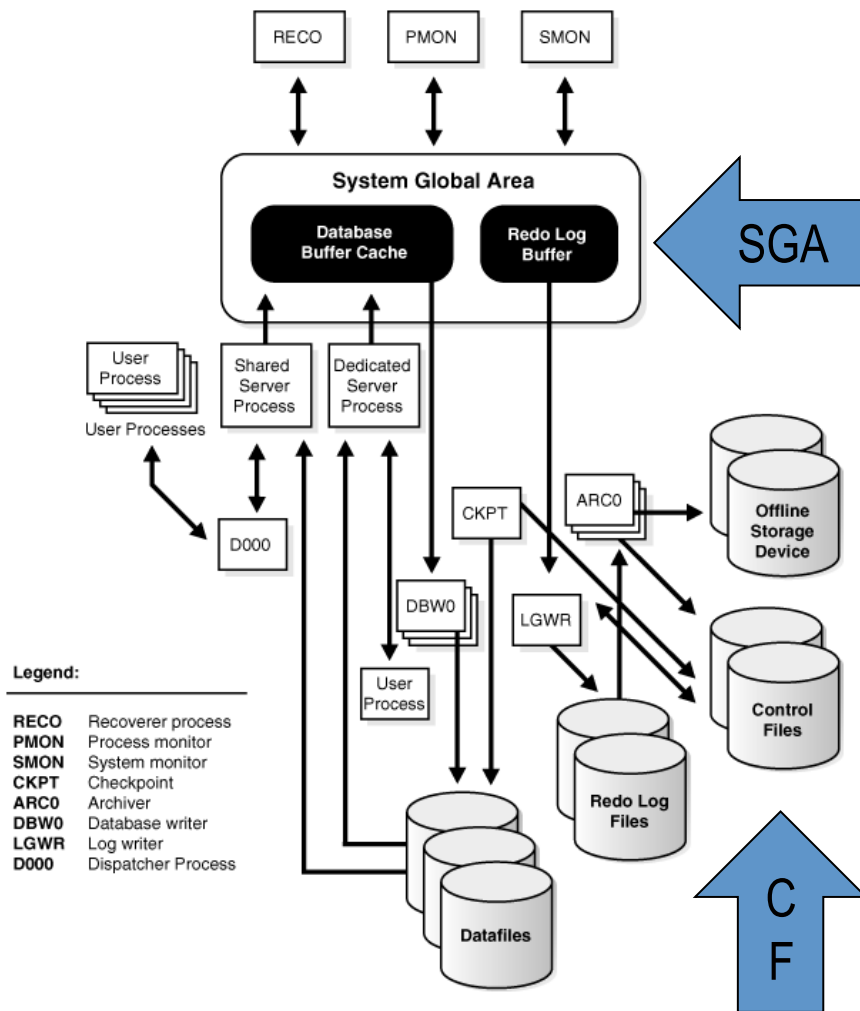 RECO
PMON
SMON
System Global Area
Database
Buffer Cache
Redo Log
Buffer
SGA
User
Process
User Processes
Shared
Server
Process
Dedicated
Server
Process
D000
CKPT
ARC0
Offline
Storage
Device
DBW0
LGWR
User
Process
Control
Files
Redo Log
Files
Datafiles
C
F
Legend:
RECO Recoverer process
PMON Process monitor
SMON System monitor
CKPT Checkpoint
ARC0 Archiver
DBW0 Database writer
LGWR Log writer
D000 Dispatcher Process